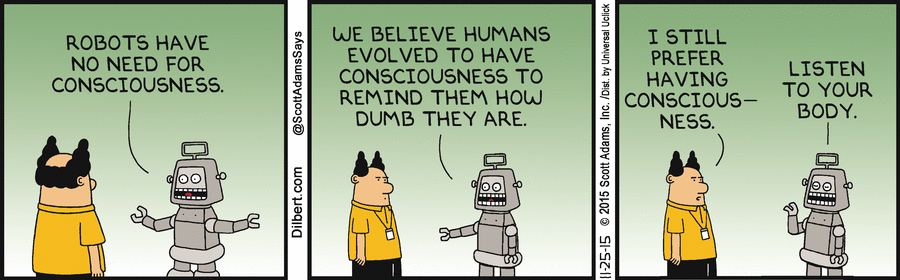 ROBOTS HAVE
NO NEED FOR
CONSCIOUSNESS.
Dilbert.com @ScottAdamsSays
WE BELIEVE HUMANS
EVOLVED TO HAVE
CONSCIOUSNESS TO
REMIND THEM HOW
DUMB THEY ARE.
11-25-15 © 2015 Scott Adams, Inc. /Dist. by Universal Uclick
I STILL
PREFER
HAVING
CONSCIOUS-
NESS.
LISTEN
TO YOUR
BODY.